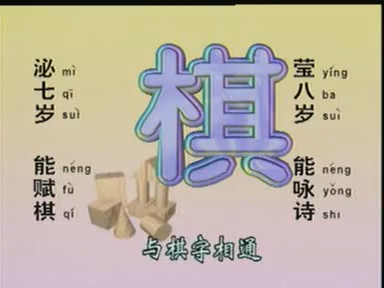 莹八岁
yíng ba suì
能咏诗
néng yǒng shı
泌七岁
mì qī suì
能赋棋
néng fù qí
棋
与棋字相通